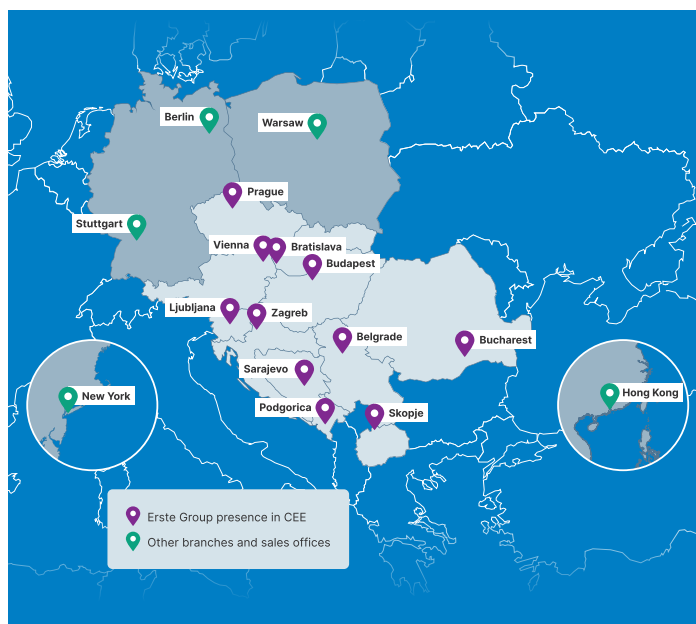 Berlin
Warsaw
Prague
Stuttgart
Vienna
Bratislava
Budapest
Ljubljana
Zagreb
Belgrade
Bucharest
Sarajevo
New York
Hong Kong
Podgorica
Skopje
Erste Group presence in CEE
Other branches and sales offices